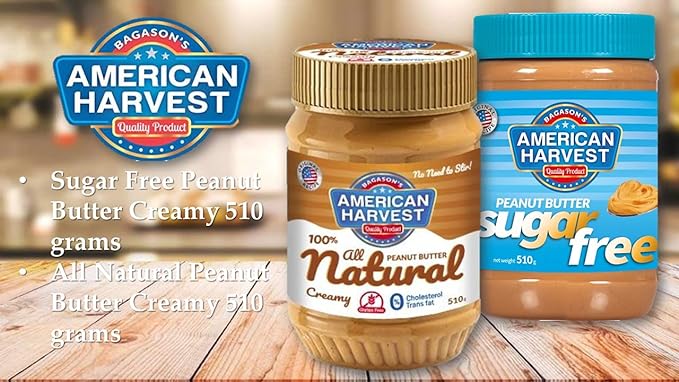 BAGASON'S
AMERICAN
HARVEST
Quality Product
• Sugar Free Peanut
Butter Creamy 510
grams
• All Natural Peanut
Butter Creamy 510
grams
Natural
No Need to Stir!
BAGASON'S
AMERICAN
HARVEST
Quality Product
100%
All
PEANUT BUTTER
Natural
Creamy
Gluten Free
0 Cholesterol
Trans fat
510g
BAGASON'S
AMERICAN
HARVEST
Quality Product
PEANUT BUTTER
sugar
free
net weight 510g